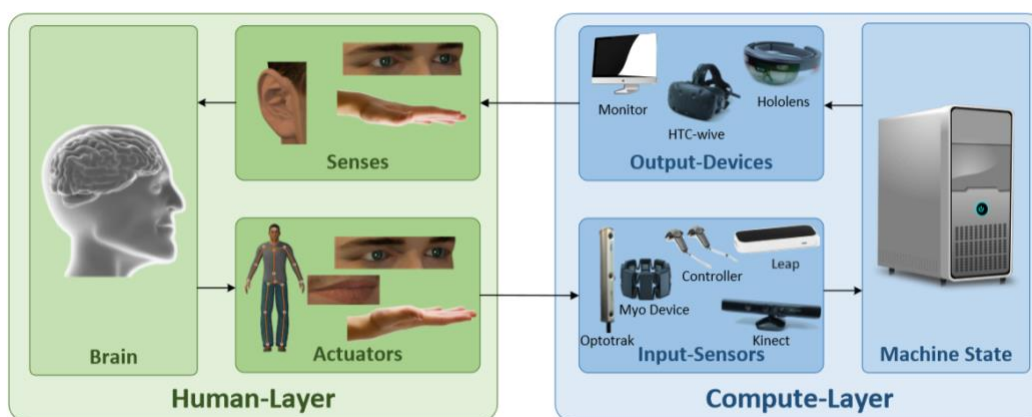 Monitor
HTC-wive
Hololens
Senses
Output-Devices
Controller
Leap
Myo Device
Optotrak
Kinect
Brain
Actuators
Input-Sensors
Machine State
Human-Layer
Compute-Layer